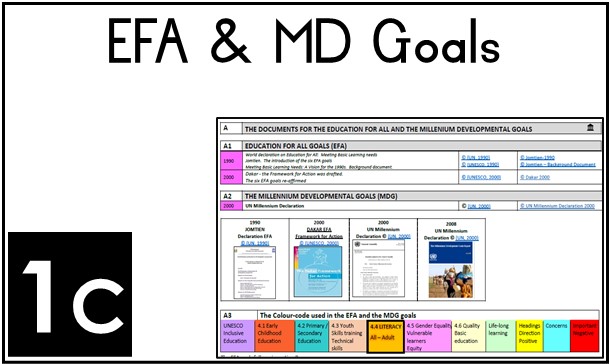 EFA & MD Goals
1c
A THE DOCUMENTS FOR THE EDUCATION FOR ALL AND THE MILLENIUM DEVELOPMENTAL GOALS
A1 EDUCATION FOR ALL GOALS (EFA)
1990 World declaration on Education for All. Meeting Basic Learning needs
Jomtien. The Introduction of the six EFA goals
Meeting Basic Learning Needs: A Vision for the 1990s. Background document
© (UN, 1990) © Jomtien-1990
© (UNESCO, 1990) © Jomtien – Background Document
2000 Dakar - the Framework for Action was drafted.
The six EFA goals re-affirmed
© (UNESCO, 2000) © Dakar 2000
A2 THE MILLENIUM DEVELOPMENTAL GOALS (MDG)
2000 UN Millennium Declaration © (UN, 2000) © UN Millennium Declaration 2000
1990
JOMTIEN
Declaration EFA
© (UN, 1990)
2000
DAKAR EFA
Framework for Action
© (UNESCO, 2000)
2000
UN Millennium
Declaration © (UN, 2000)
2008
UN Millennium
A3 The Colour-code used in the EFA and the MDG goals
UNESCO
Inclusive
Education
4.1 Early
Childhood
Education
4.2 Primary /
Secondary
Education
4.3 Youth
Skills training
Technical
skills
4.4 LITERACY
All – Adult
4.5 Gender Equality
Vulnerable
learners
Equity
4.6 Quality
Basic
education
Life-long
learning
Headings
Direction
Positive
Concerns
Important
Negative